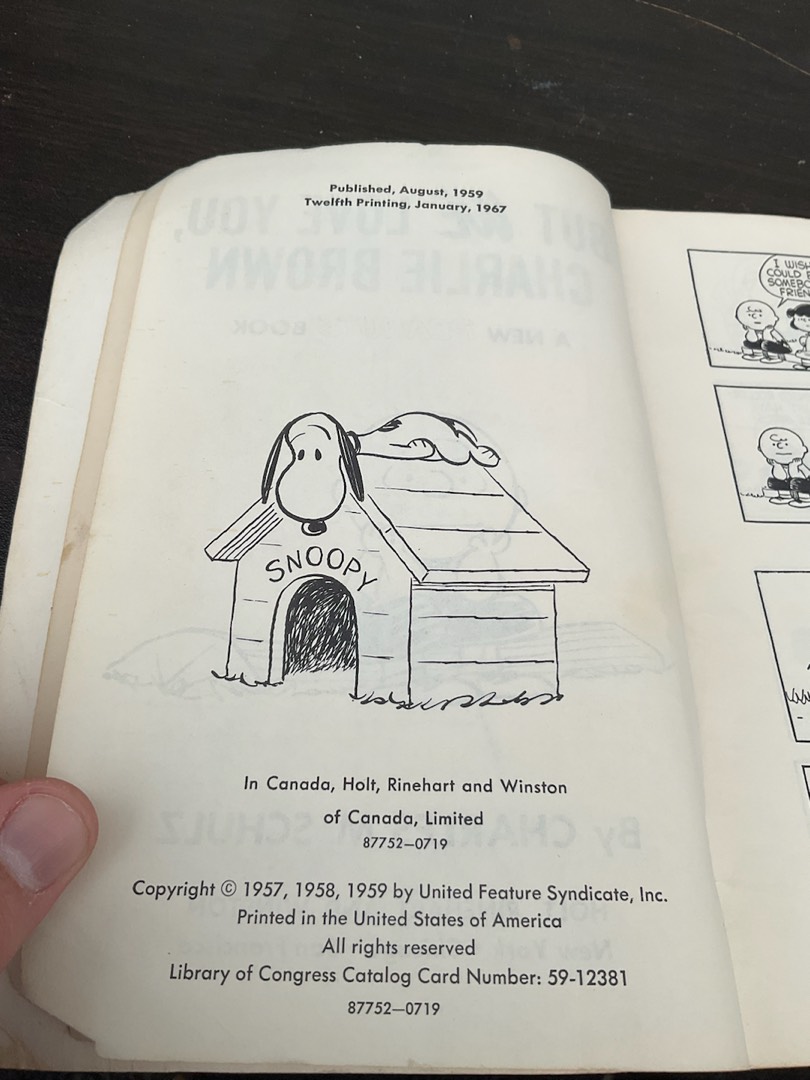 Published, August, 1959
Twelfth Printing, January, 1967
SNOOPY
In Canada, Holt, Rinehart and Winston
of Canada, Limited
87752—0719
Copyright © 1957, 1958, 1959 by United Feature Syndicate, Inc.
Printed in the United States of America
All rights reserved
Library of Congress Catalog Card Number: 59-12381
87752—0719
I WISH
COULD